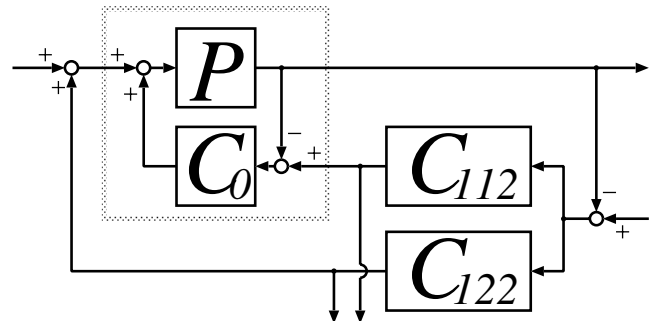 + + P
+ +
−
C0 + C112
−
+
C122